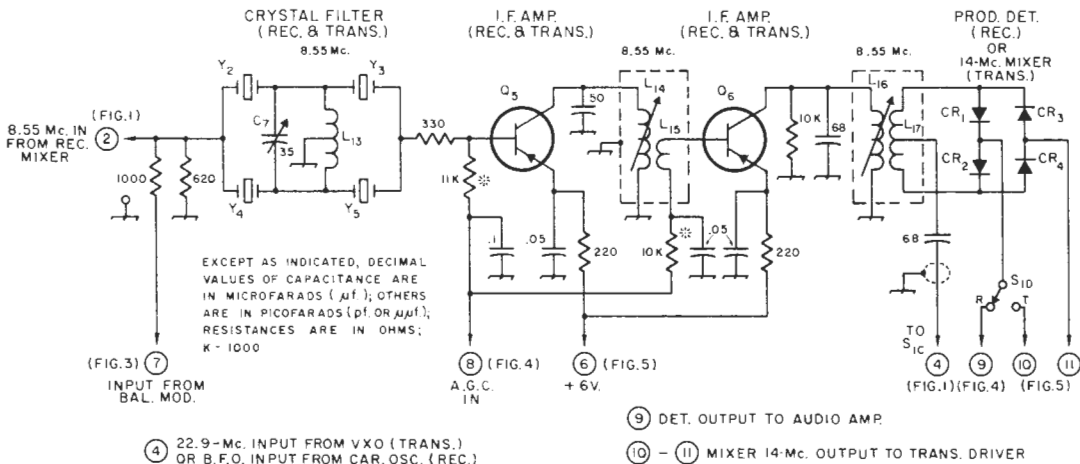 CRYSTAL FILTER
(REC. & TRANS.)
8.55 Mc.
I.F. AMP.
(REC. & TRANS.)
I.F. AMP.
(REC. & TRANS.)
PROD. DET.
(REC.)
OR
14-Mc. MIXER
(TRANS.)
8.55 Mc.
8.55 Mc.
Y2
Y3
Q5
50
L14
L15
Q6
10K
68
L16
L17
CR1
CR3
CR2
CR4
(FIG.1)
8.55 Mc. IN
FROM REC.
MIXER
2
C7
35
L13
330
1000
620
Y4
Y5
11K
.1
.05
220
10K
.05
220
68
S1D
R
T
EXCEPT AS INDICATED, DECIMAL
VALUES OF CAPACITANCE ARE
IN MICROFARADS (µf.); OTHERS
ARE IN PICOFARADS (pf. OR µµf.);
RESISTANCES ARE IN OHMS;
K-1000
TO
S1C
(FIG.3) 7
INPUT FROM
BAL. MOD.
8 (FIG.4)
A.G.C.
IN
6 (FIG.5)
+6V.
4 9 10 11
(FIG.1) (FIG.4) (FIG.5)
9 DET. OUTPUT TO AUDIO AMP.
4 22.9-Mc. INPUT FROM VXO (TRANS.)
OR B.F.O. INPUT FROM CAR. OSC. (REC.)
10 - 11 MIXER 14-Mc. OUTPUT TO TRANS. DRIVER